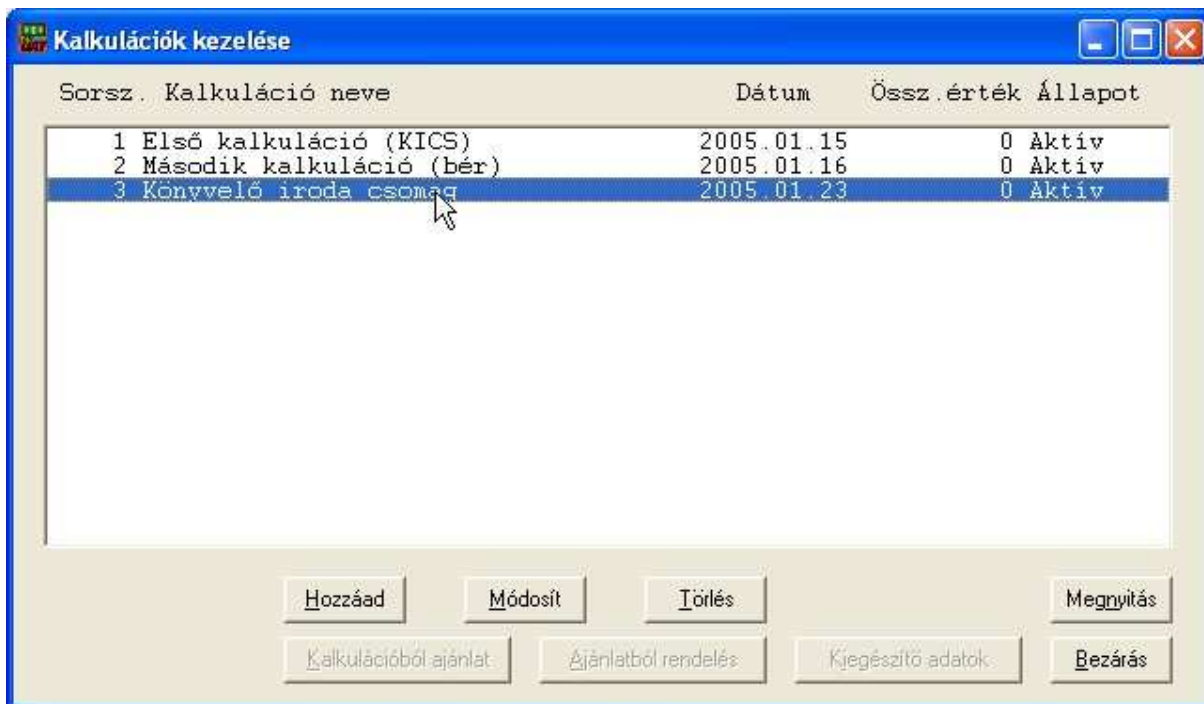 Kalkulációk kezelése
Sorsz. Kalkuláció neve Dátum Össz.érték Állapot
1 Első kalkuláció (KICS) 2005.01.15 0 Aktív
2 Második kalkuláció (bér) 2005.01.16 0 Aktív
3 Könyvelő iroda csomag 2005.01.23 0 Aktív
Hozzáad Módosít Törlés Megnyitás
Kalkulációból ajánlat Ajánlatból rendelés Kiegészítő adatok Bezárás